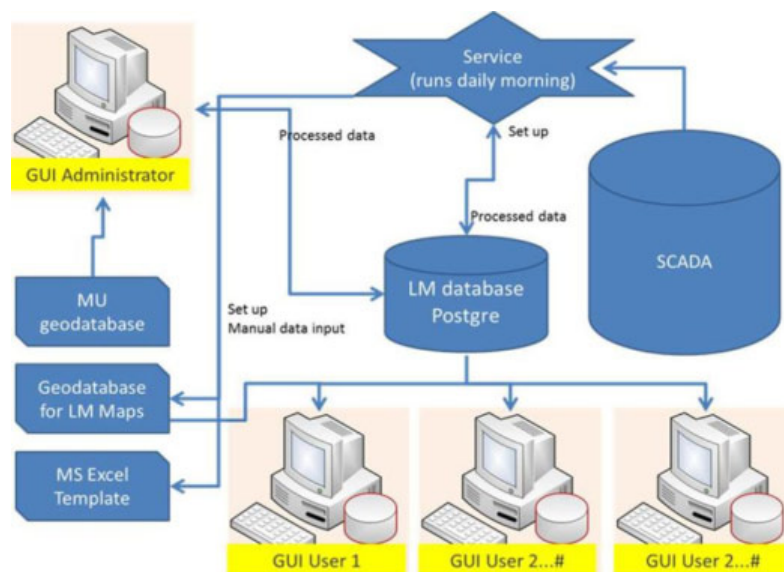 Service
(runs daily morning)
Processed data
Set up
GUI Administrator
Processed data
SCADA
MU
geodatabase
LM database
Postgre
Set up
Manual data input
Geodatabase
for LM Maps
MS Excel
Template
GUI User 1
GUI User 2...#
GUI User 2...#